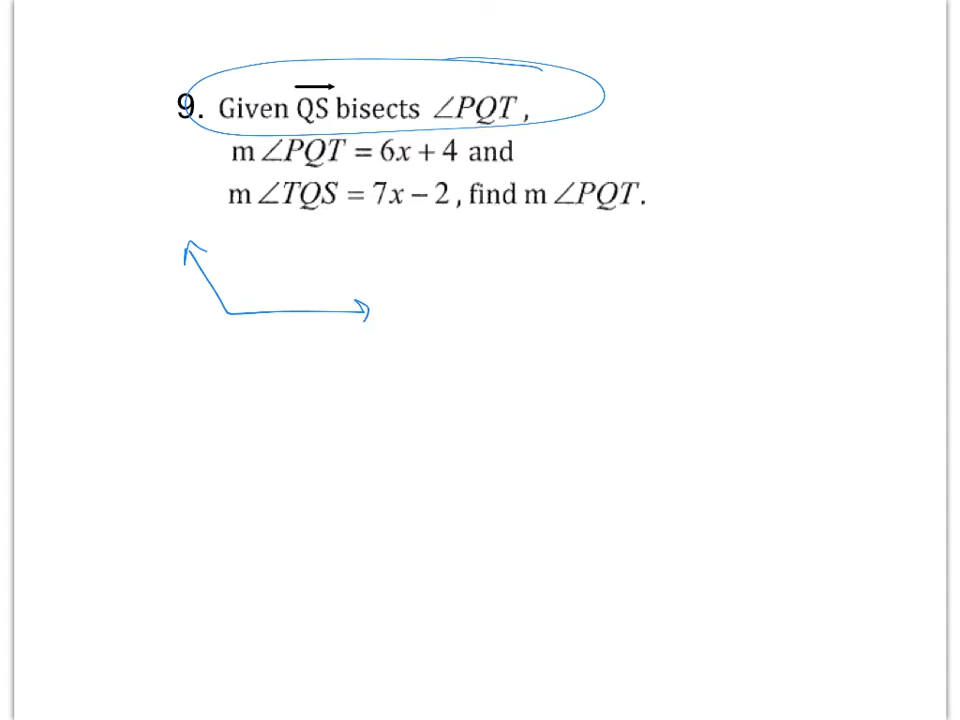 9. Given QS bisects ∠PQT,
m∠PQT = 6x + 4 and
m∠TQS = 7x − 2, find m∠PQT.